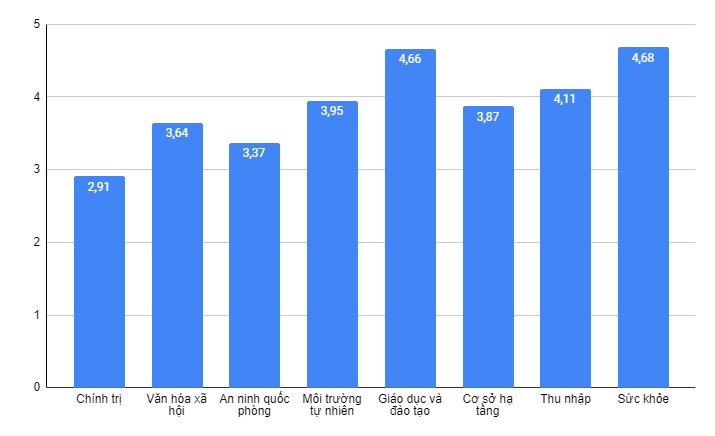 5
4
3
2
1
0
2,91
3,64
3,37
3,95
4,66
3,87
4,11
4,68
Chính trị
Văn hóa xã
hội
An ninh quốc
phòng
Môi trường
tự nhiên
Giáo dục và
đào tạo
Cơ sở hạ
tầng
Thu nhập
Sức khỏe